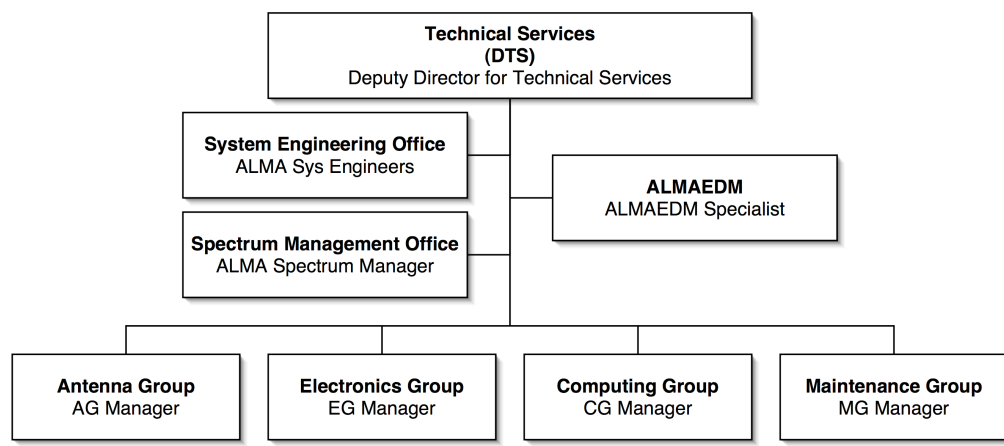 Technical Services
(DTS)
Deputy Director for Technical Services
System Engineering Office
ALMA Sys Engineers
ALMAEDM
ALMAEDM Specialist
Spectrum Management Office
ALMA Spectrum Manager
Antenna Group
AG Manager
Electronics Group
EG Manager
Computing Group
CG Manager
Maintenance Group
MG Manager